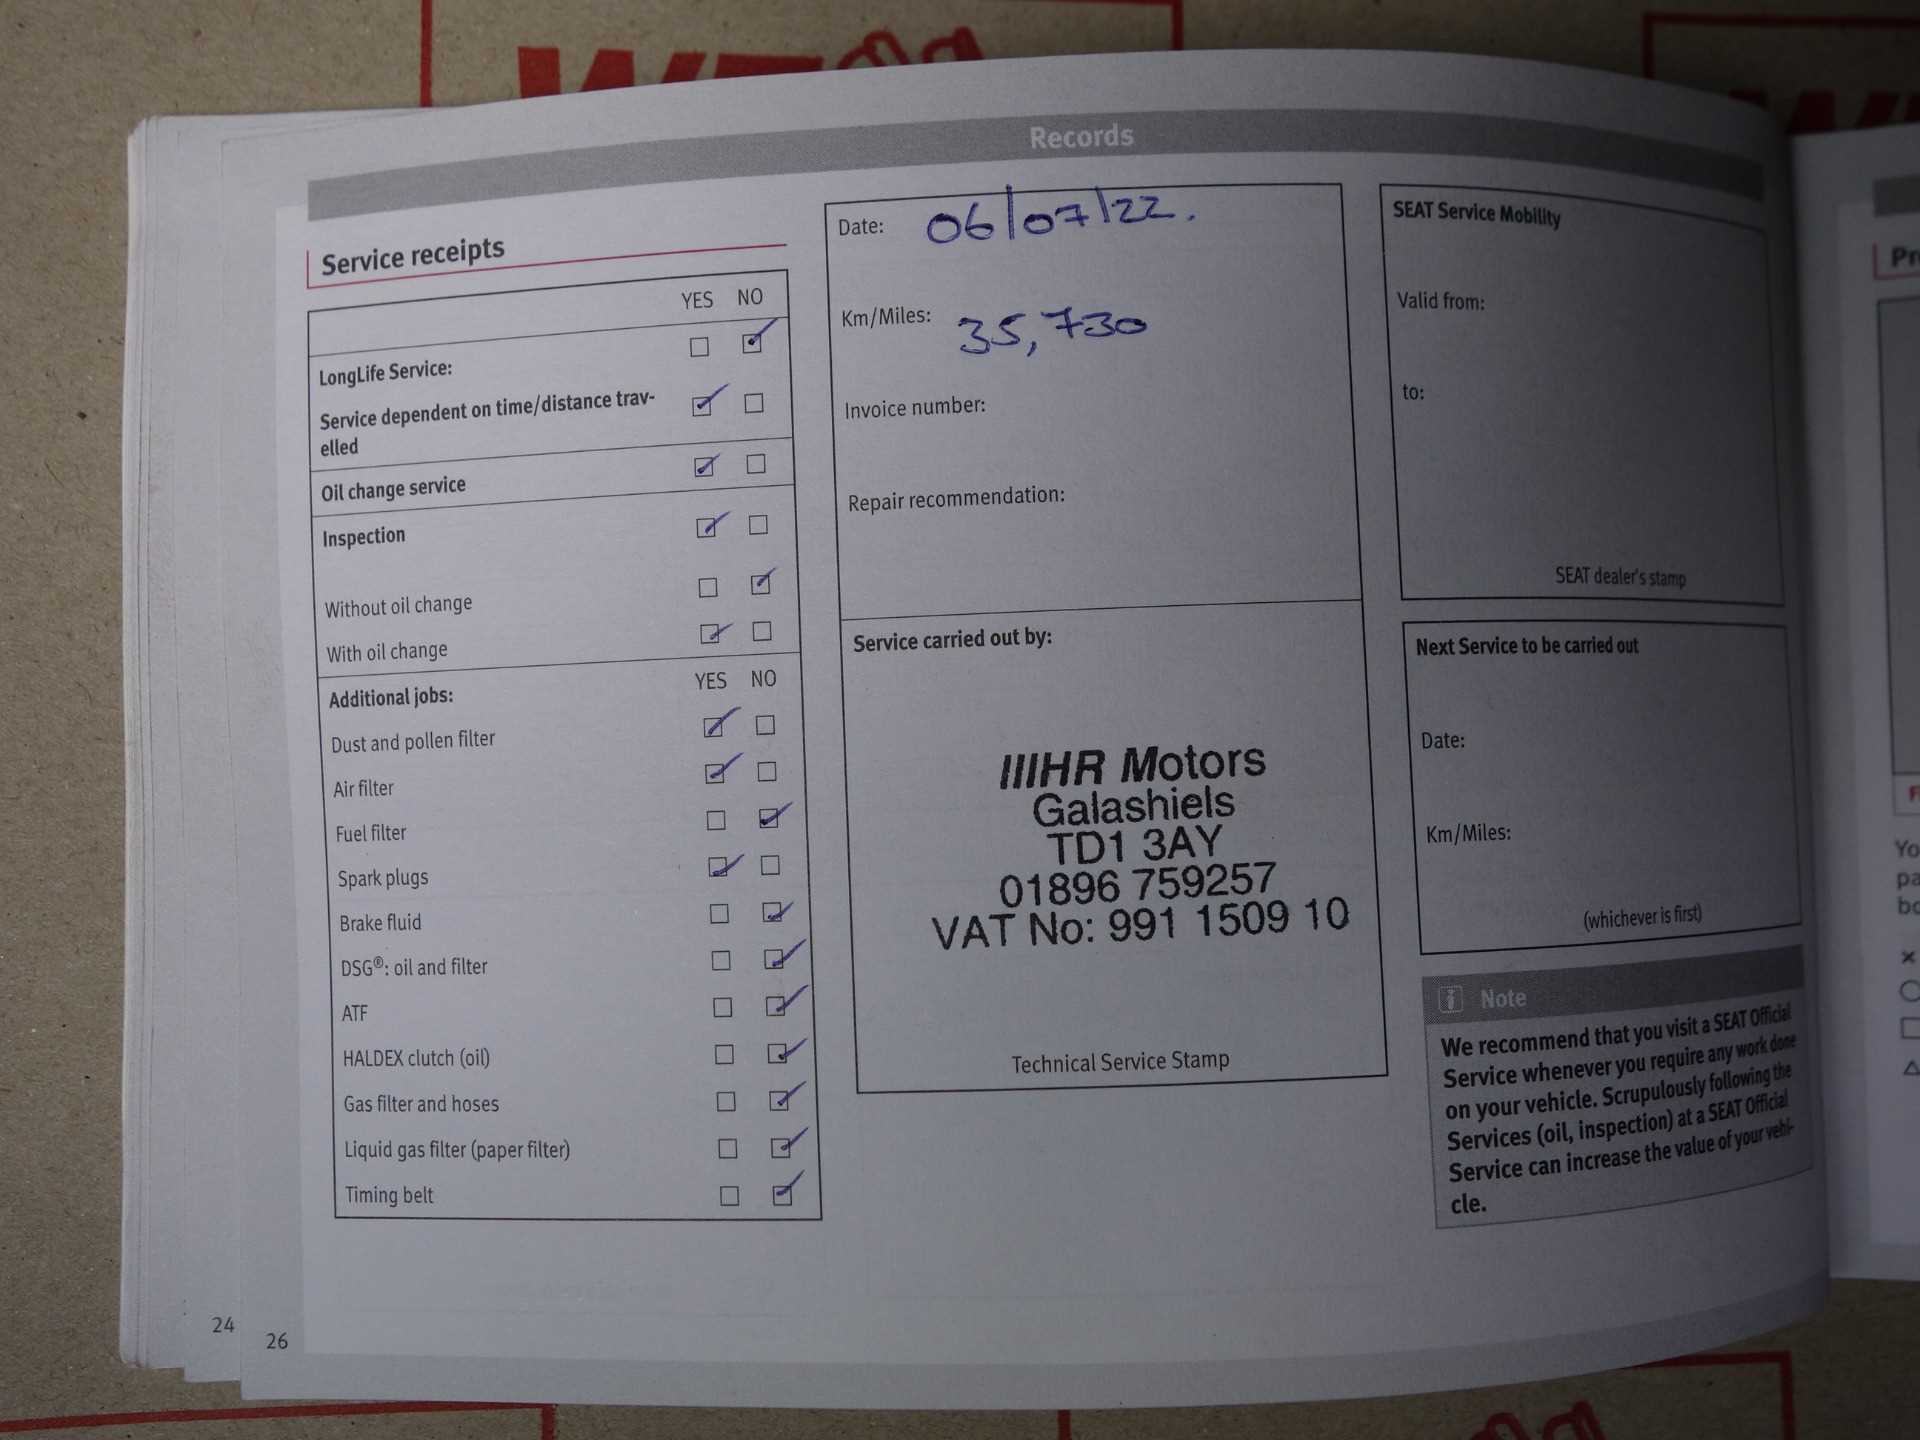 Records
Service receipts
YES NO
LongLife Service:
Service dependent on time/distance trav-
elled
Oil change service
Inspection
Without oil change
With oil change
Additional jobs:
YES NO
Dust and pollen filter
Air filter
Fuel filter
Spark plugs
Brake fluid
DSG®: oil and filter
ATF
HALDEX clutch (oil)
Gas filter and hoses
Liquid gas filter (paper filter)
Timing belt
Date: 06/07/22.
Km/Miles: 35,730
Invoice number:
Repair recommendation:
Service carried out by:
HR Motors
Galashiels
TD1 3AY
01896 759257
VAT No: 991 1509 10
Technical Service Stamp
SEAT Service Mobility
Valid from:
to:
SEAT dealer's stamp
Next Service to be carried out
Date:
Km/Miles:
(whichever is first)
Note
We recommend that you visit a SEAT Official
Service whenever you require any work done
on your vehicle. Scrupulously following the
Services (oil, inspection) at a SEAT Official
Service can increase the value of your vehi-
cle.
24
26